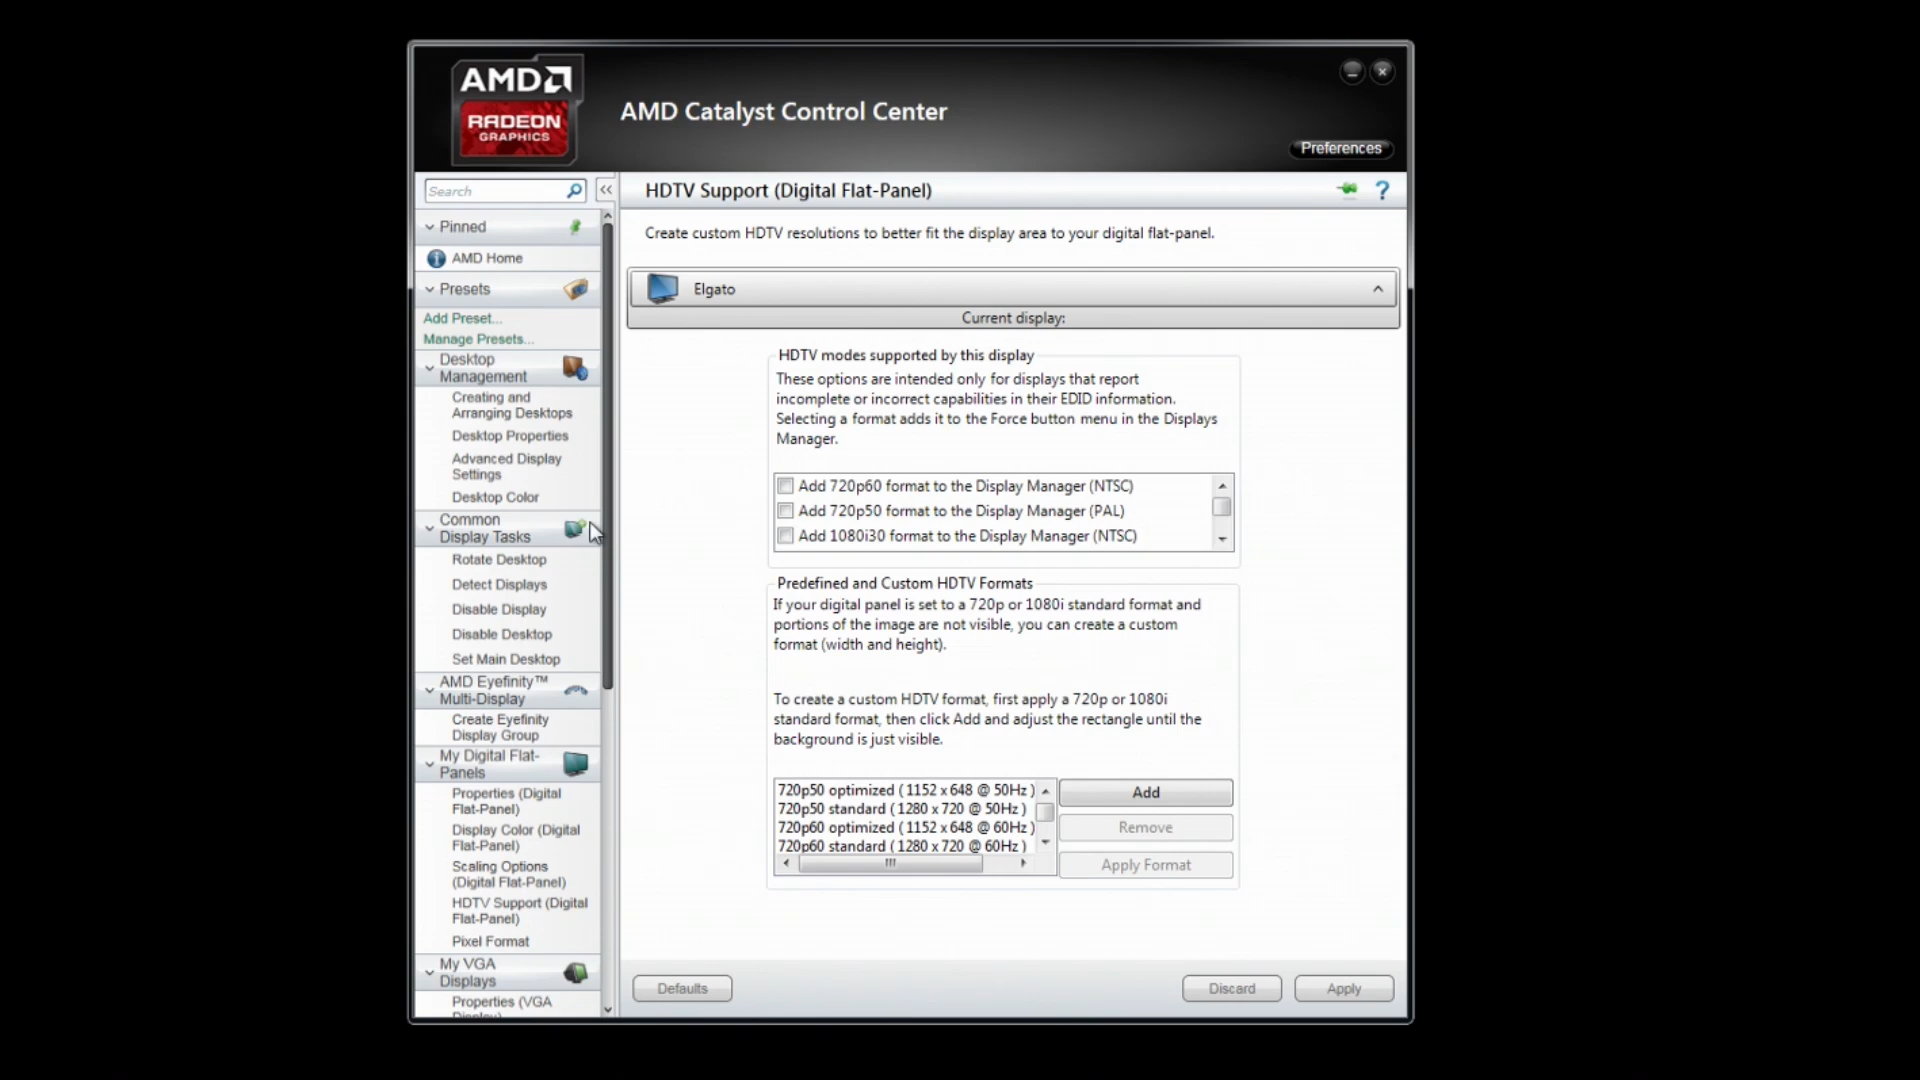 AMD
RADEON
GRAPHICS
AMD Catalyst Control Center
Preferences
Search
Pinned
AMD Home
Presets
Add Preset...
Manage Presets...
Desktop
Management
Creating and
Arranging Desktops
Desktop Properties
Advanced Display
Settings
Desktop Color
Common
Display Tasks
Rotate Desktop
Detect Displays
Disable Display
Disable Desktop
Set Main Desktop
AMD Eyefinity™
Multi-Display
Create Eyefinity
Display Group
My Digital Flat-
Panels
Properties (Digital
Flat-Panel)
Display Color (Digital
Flat-Panel)
Scaling Options
(Digital Flat-Panel)
HDTV Support (Digital
Flat-Panel)
Pixel Format
My VGA
Displays
Properties (VGA
Display)
HDTV Support (Digital Flat-Panel)
?
Create custom HDTV resolutions to better fit the display area to your digital flat-panel.
Elgato
Current display:
HDTV modes supported by this display
These options are intended only for displays that report
incomplete or incorrect capabilities in their EDID information.
Selecting a format adds it to the Force button menu in the Displays
Manager.
Add 720p60 format to the Display Manager (NTSC)
Add 720p50 format to the Display Manager (PAL)
Add 1080i30 format to the Display Manager (NTSC)
Predefined and Custom HDTV Formats
If your digital panel is set to a 720p or 1080i standard format and
portions of the image are not visible, you can create a custom
format (width and height).
To create a custom HDTV format, first apply a 720p or 1080i
standard format, then click Add and adjust the rectangle until the
background is just visible.
720p50 optimized ( 1152 x 648 @ 50Hz )
720p50 standard ( 1280 x 720 @ 50Hz )
720p60 optimized ( 1152 x 648 @ 60Hz )
720p60 standard ( 1280 x 720 @ 60Hz )
Add
Remove
Apply Format
Defaults
Discard
Apply